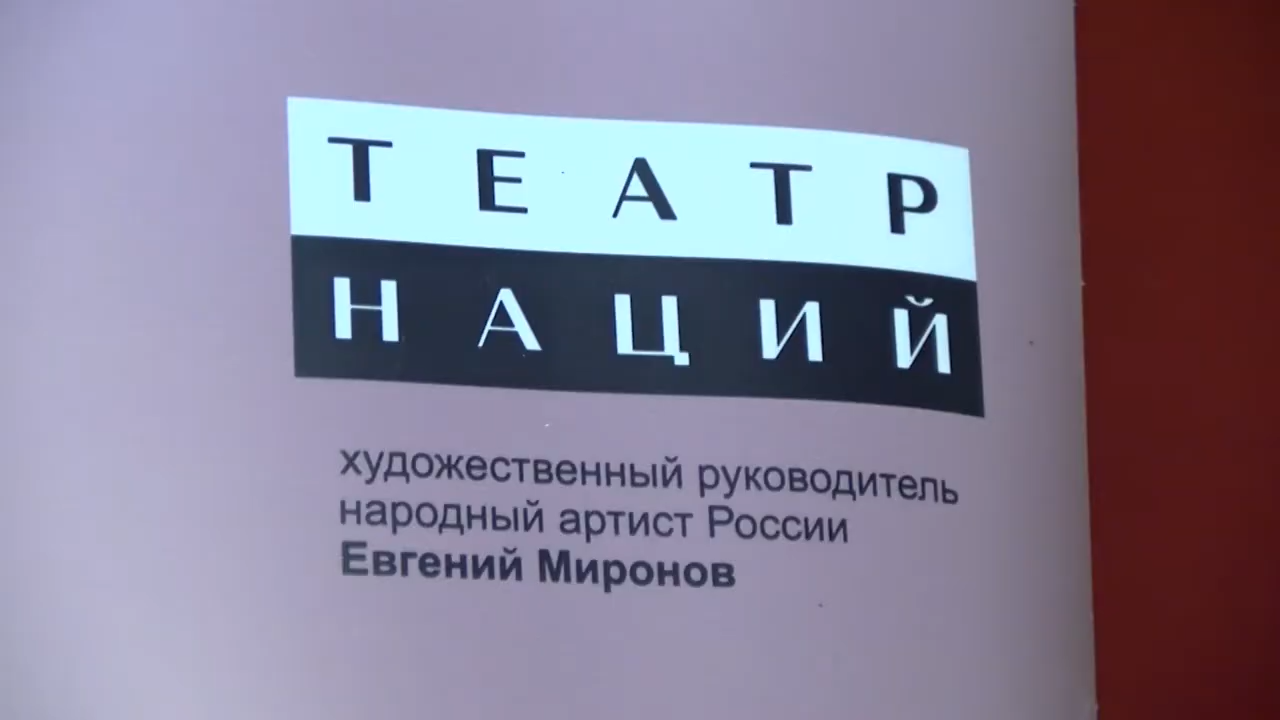 ТЕАТР
НАЦИЙ
художественный руководитель
народный артист России
Евгений Миронов